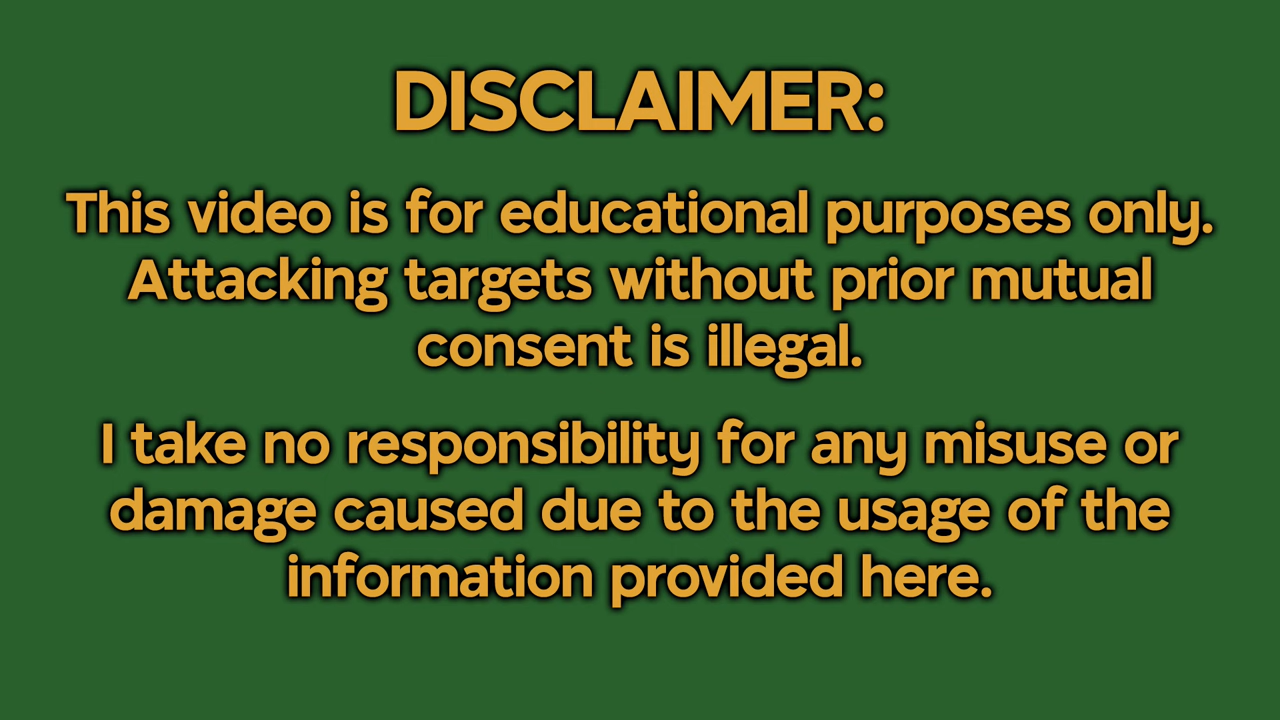 DISCLAIMER:
This video is for educational purposes only.
Attacking targets without prior mutual
consent is illegal.
I take no responsibility for any misuse or
damage caused due to the usage of the
information provided here.